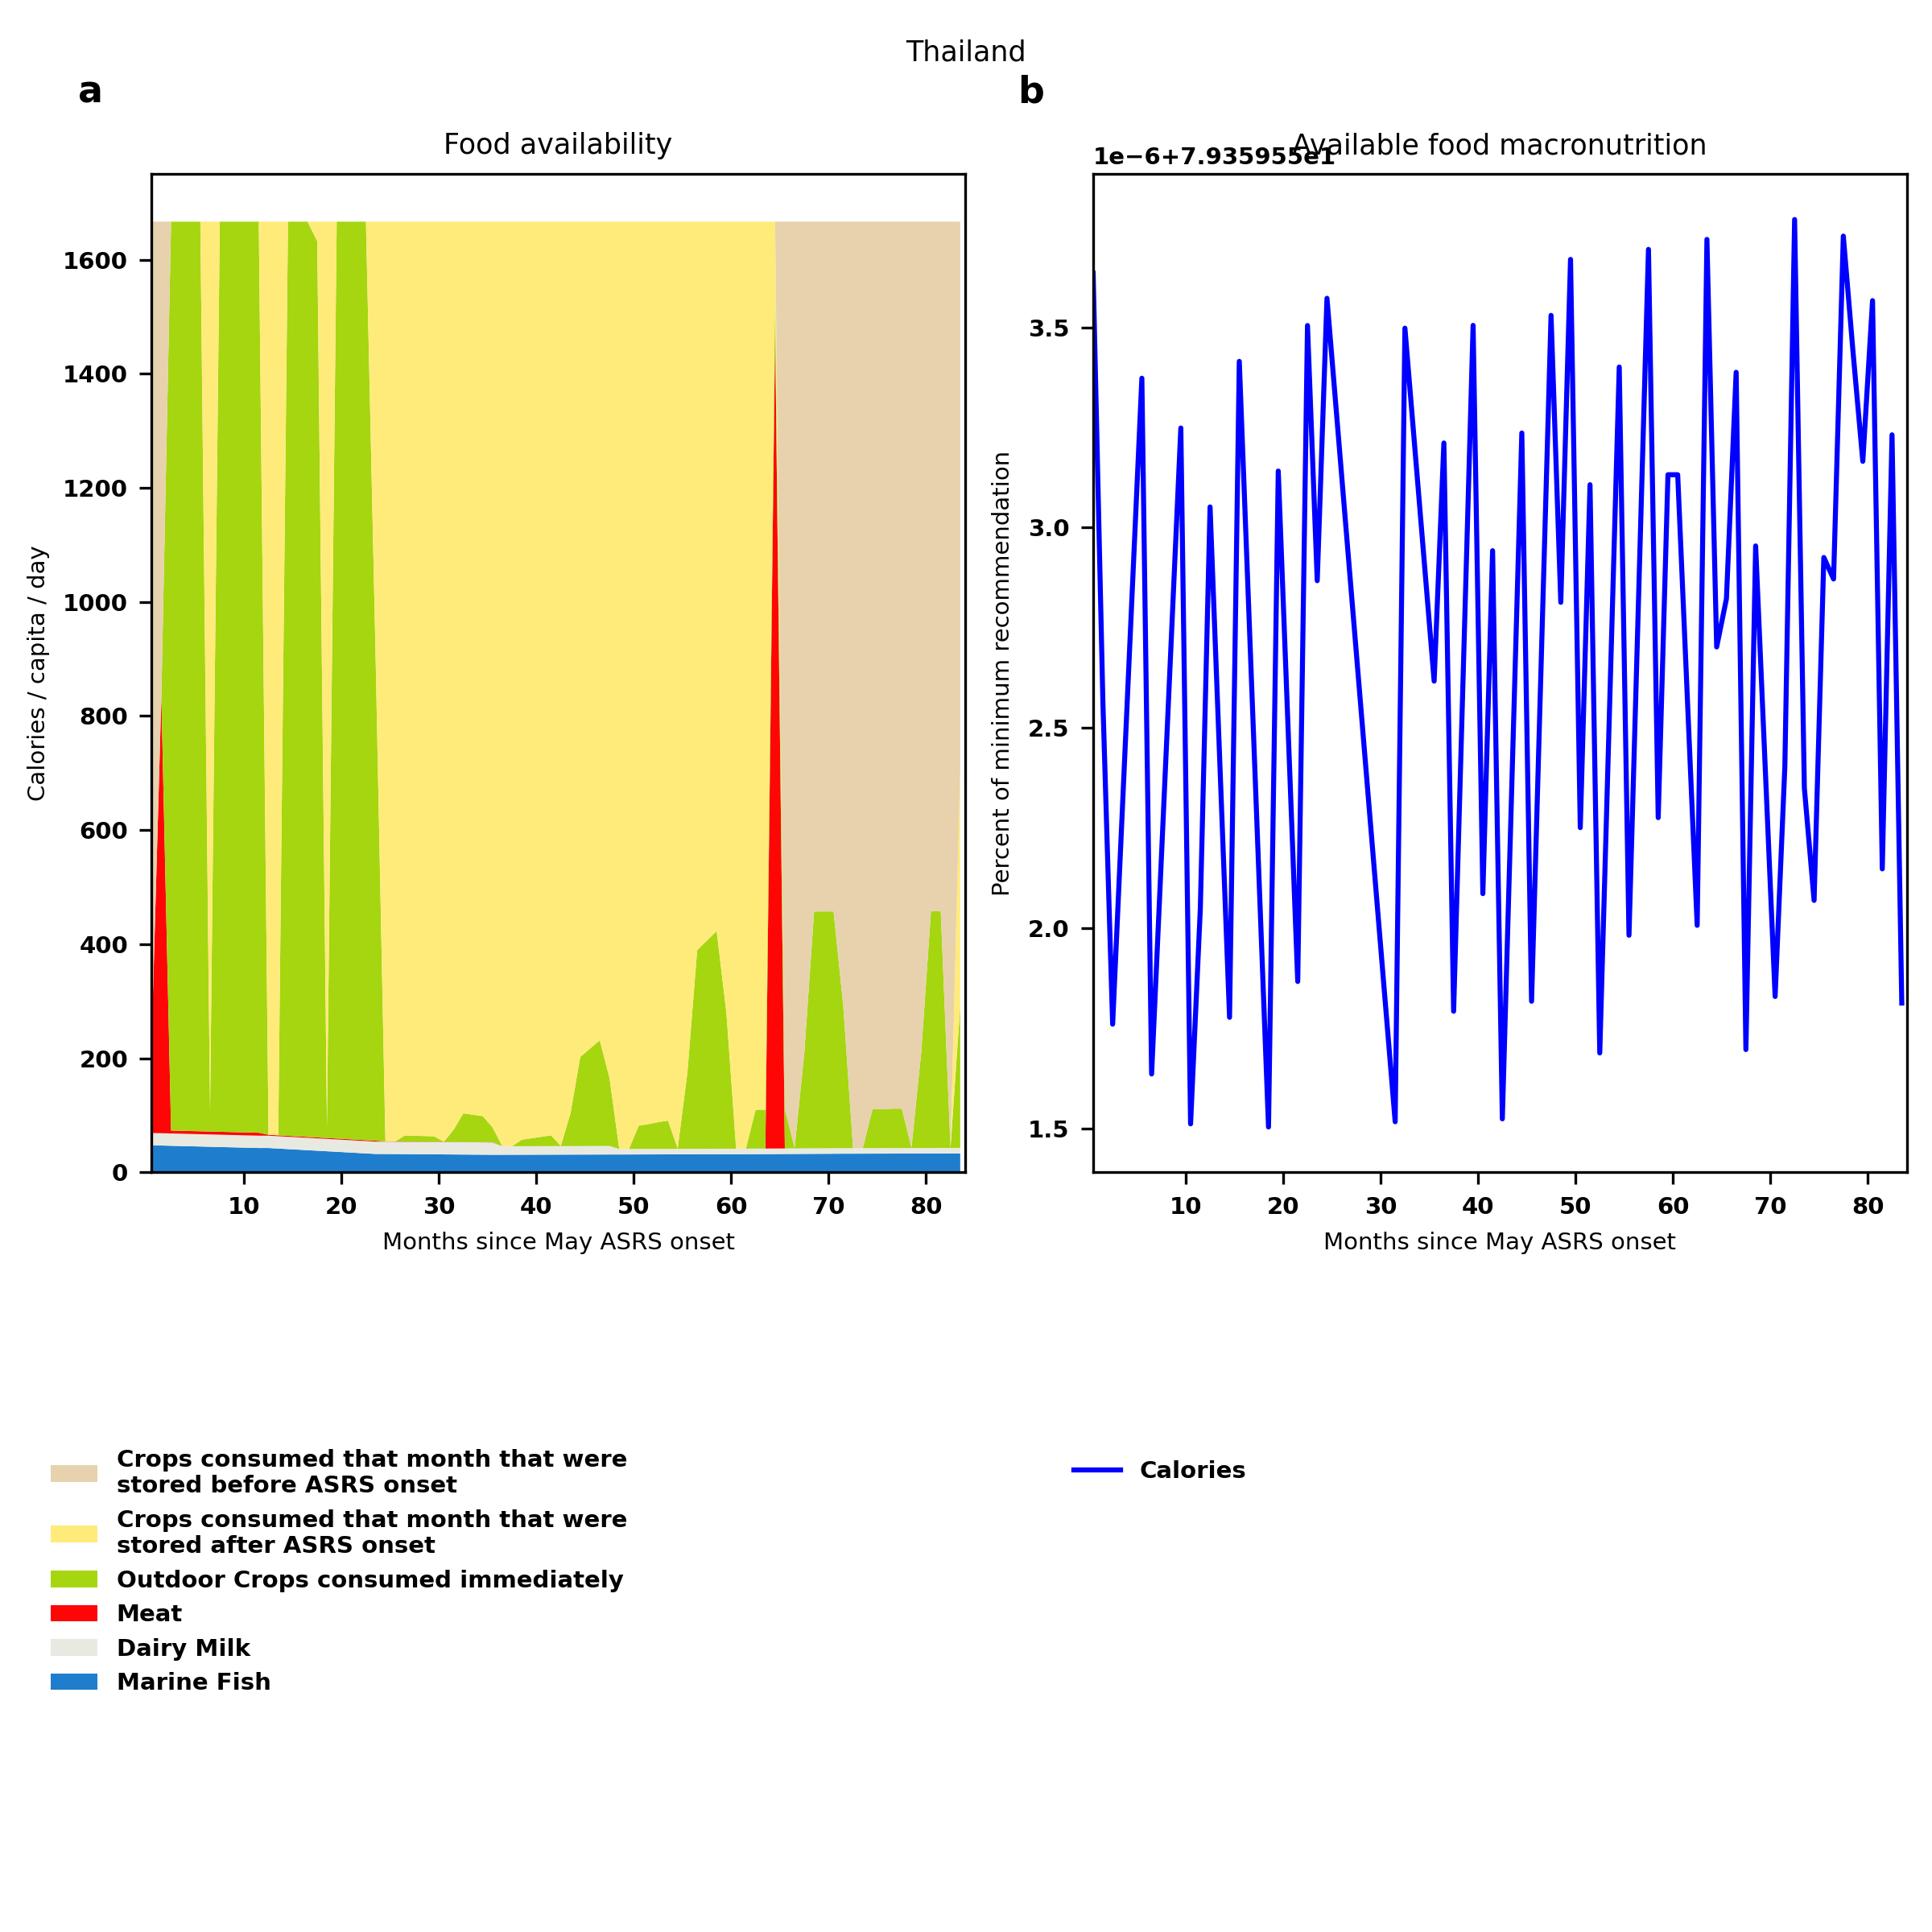 Thailand
a
b
Food availability
Available food macronutrition
1e−6+7.935955e1
1600
1400
1200
1000
800
600
400
200
0
Calories / capita / day
10 20 30 40 50 60 70 80
Months since May ASRS onset
3.5
3.0
2.5
2.0
1.5
Percent of minimum recommendation
10 20 30 40 50 60 70 80
Months since May ASRS onset
Crops consumed that month that were
stored before ASRS onset
Crops consumed that month that were
stored after ASRS onset
Outdoor Crops consumed immediately
Meat
Dairy Milk
Marine Fish
Calories